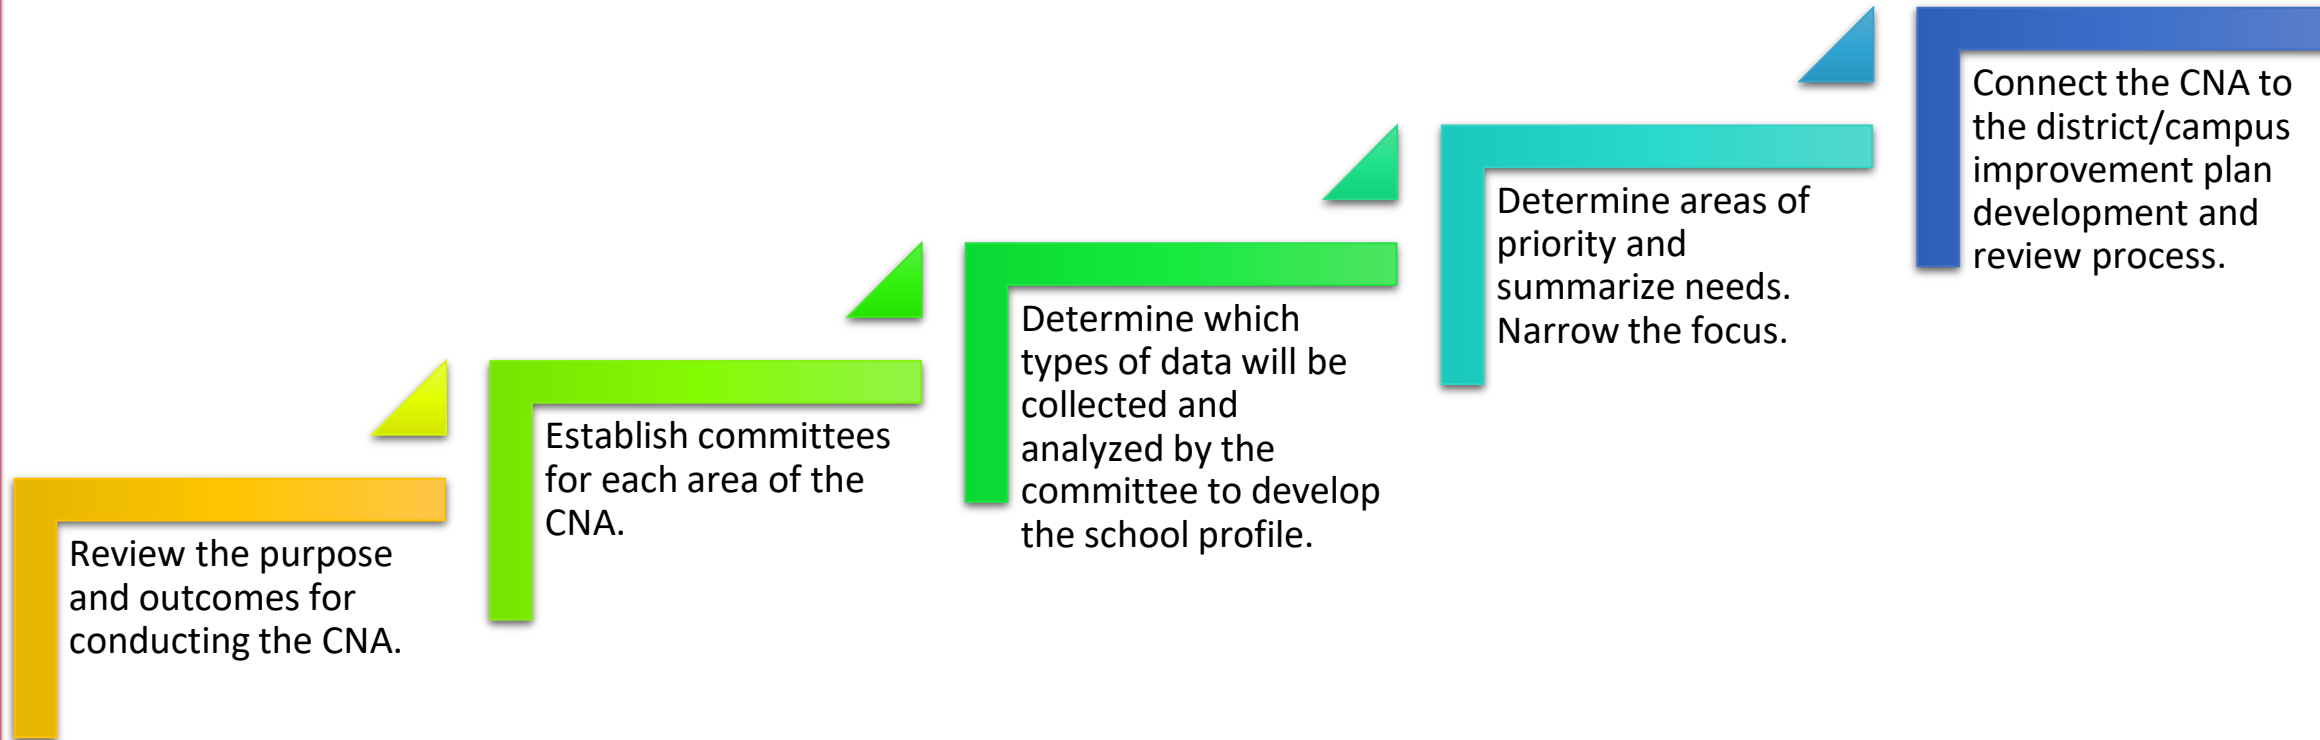 Review the purpose
and outcomes for
conducting the CNA.
Establish committees
for each area of the
CNA.
Determine which
types of data will be
collected and
analyzed by the
committee to develop
the school profile.
Determine areas of
priority and
summarize needs.
Narrow the focus.
Connect the CNA to
the district/campus
improvement plan
development and
review process.